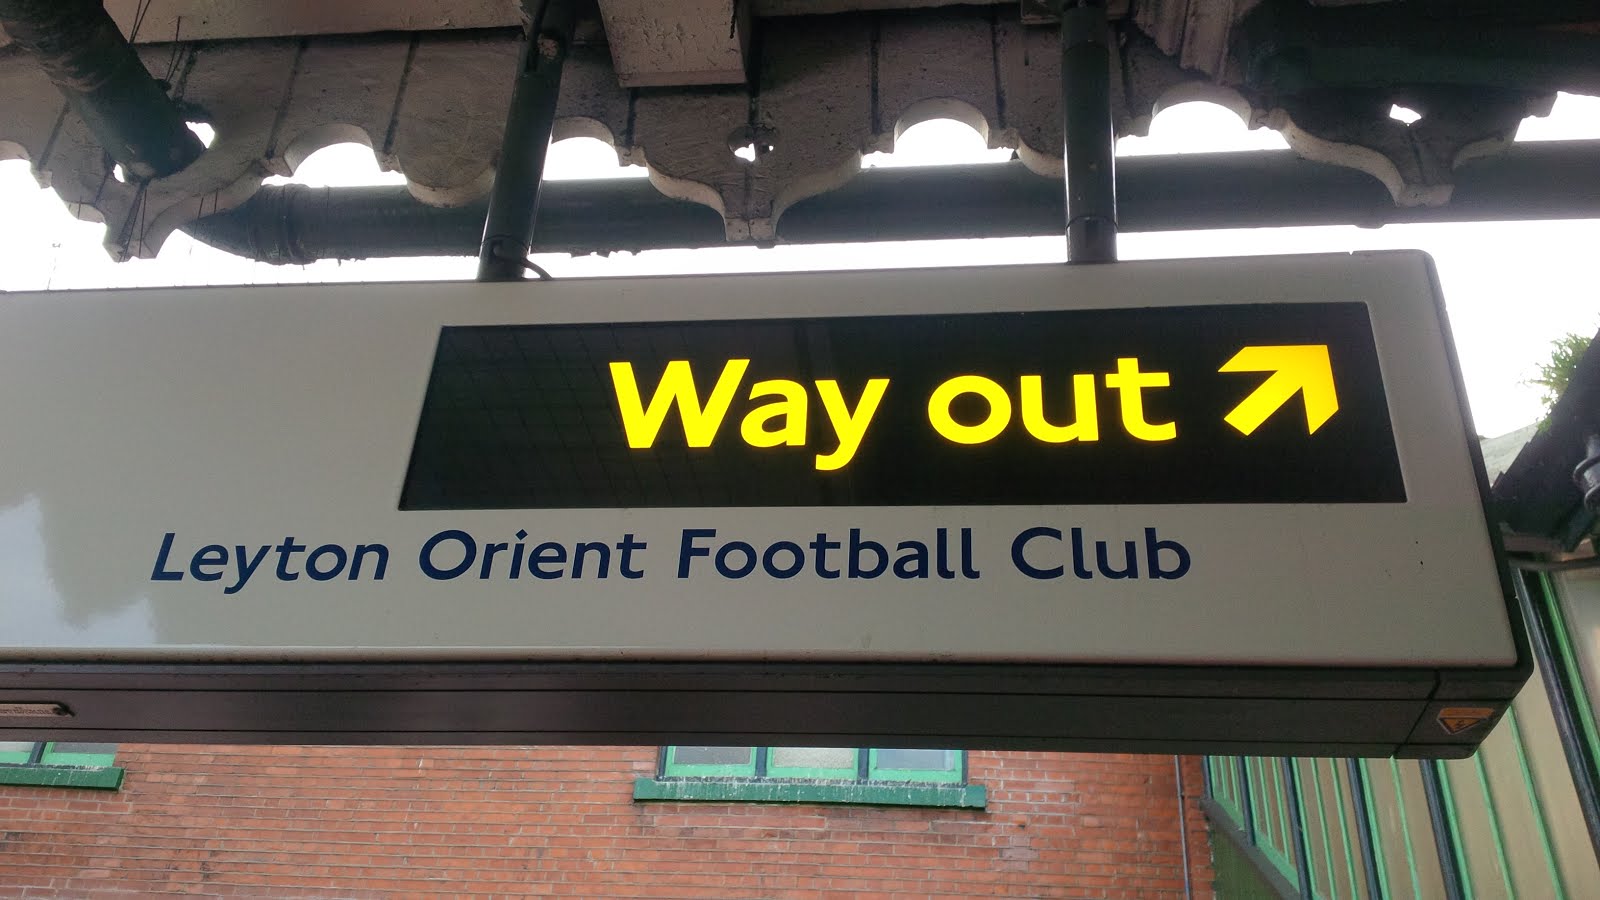 Way out
Leyton Orient Football Club